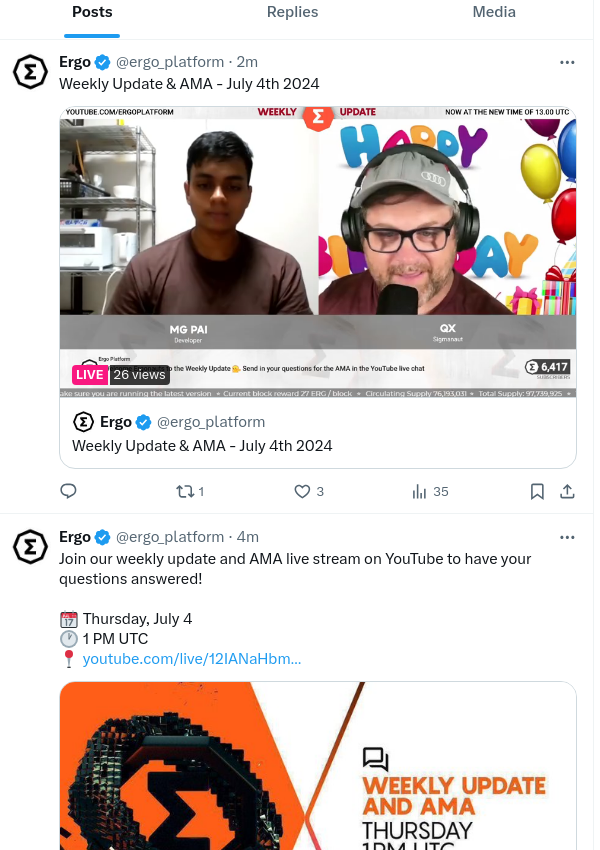 Posts Replies Media
Ergo @ergo_platform · 2m
Weekly Update & AMA - July 4th 2024
YOUTUBE.COM/ERGOPLATFORM WEEKLY UPDATE NOW AT THE NEW TIME OF 13.00 UTC
HAPPY
MG PAI
Developer
QX
Sigmanaut
Ergo Platform
to the Weekly Update Send in your questions for the AMA in the YouTube live chat
6,417
SUBSCRIBERS
LIVE 26 views
ake sure you are running the latest version Current block reward 27 ERG / block Circulating Supply 76,193,031 Total Supply: 97,739,925
Ergo @ergo_platform
Weekly Update & AMA - July 4th 2024
1 3 35
Ergo @ergo_platform · 4m
Join our weekly update and AMA live stream on YouTube to have your
questions answered!
📅 Thursday, July 4
🕐 1 PM UTC
📍 youtube.com/live/12IANaHbm...
WEEKLY UPDATE
AND AMA
THURSDAY
1PM UTC